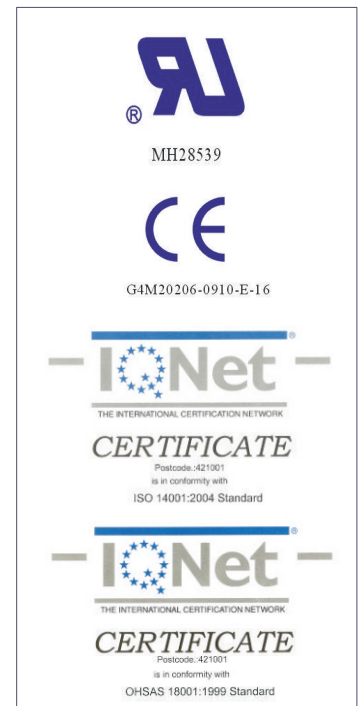 RU
®
MH28539
CE
G4M20206-0910-E-16
®
IQNet
THE INTERNATIONAL CERTIFICATION NETWORK
CERTIFICATE
Postcode.:421001
is in conformity with
ISO 14001:2004 Standard
®
IQNet
THE INTERNATIONAL CERTIFICATION NETWORK
CERTIFICATE
Postcode.:421001
is in conformity with
OHSAS 18001:1999 Standard